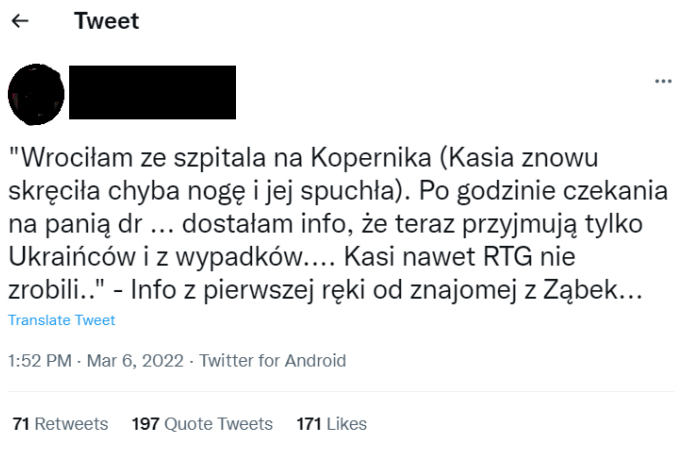 Tweet
"Wrociłam ze szpitala na Kopernika (Kasia znowu
skręciła chyba nogę i jej spuchła). Po godzinie czekania
na panią dr ... dostałam info, że teraz przyjmują tylko
Ukraińców i z wypadków.... Kasi nawet RTG nie
zrobili.." - Info z pierwszej ręki od znajomej z Ząbek...
Translate Tweet
1:52 PM · Mar 6, 2022 · Twitter for Android
71 Retweets 197 Quote Tweets 171 Likes